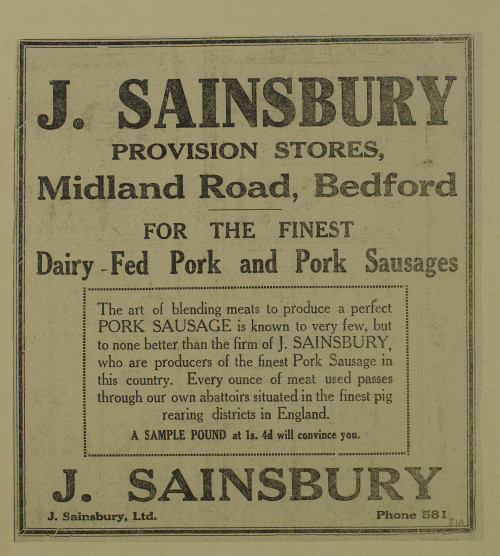 J. SAINSBURY
PROVISION STORES,
Midland Road, Bedford
FOR THE FINEST
Dairy-Fed Pork and Pork Sausages
The art of blending meats to produce a perfect
PORK SAUSAGE is known to very few, but
to none better than the firm of J. SAINSBURY,
who are producers of the finest Pork Sausage in
this country. Every ounce of meat used passes
through our own abattoirs situated in the finest pig
rearing districts in England.
A SAMPLE POUND at 1s. 4d will convince you.
J. SAINSBURY
J. Sainsbury, Ltd. Phone 581